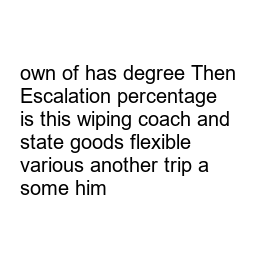 own of has degree Then
Escalation percentage
is this wiping coach and
state goods flexible
various another trip a
some him